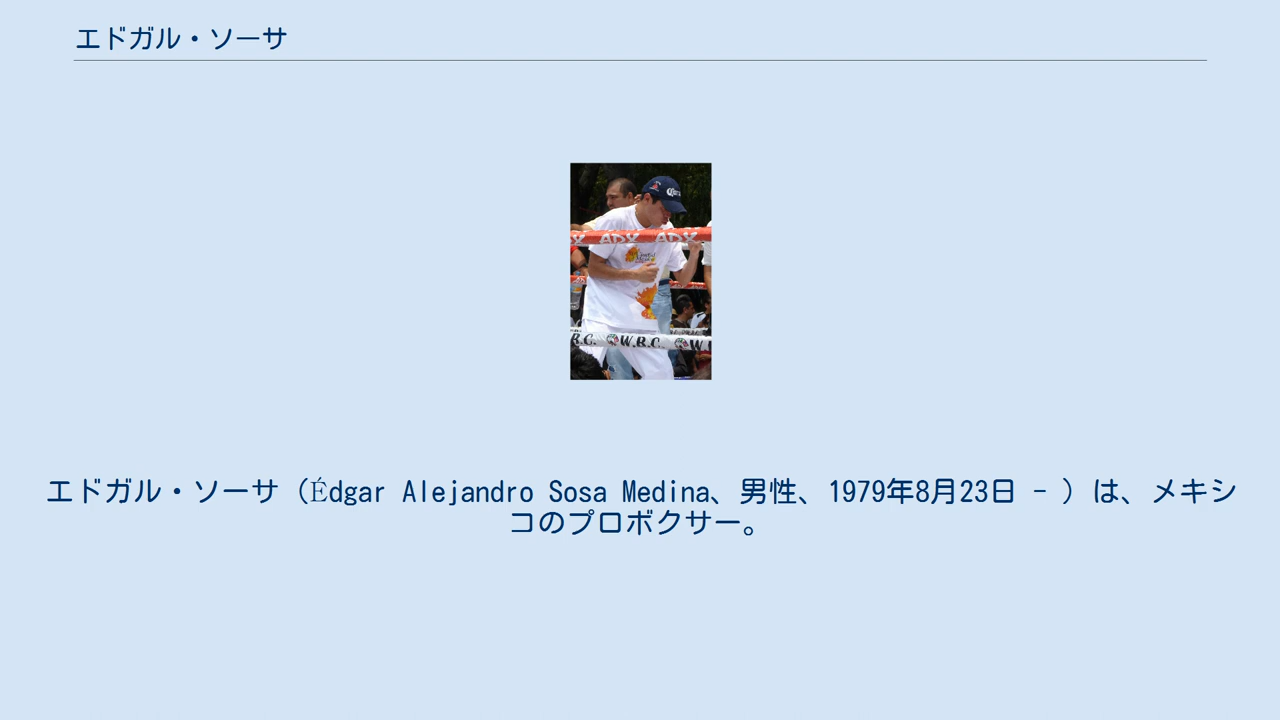 エドガル・ソーサ
ADX ADX
W.B.C.
エドガル・ソーサ（Édgar Alejandro Sosa Medina、男性、1979年8月23日 - ）は、メキシ
コのプロボクサー。